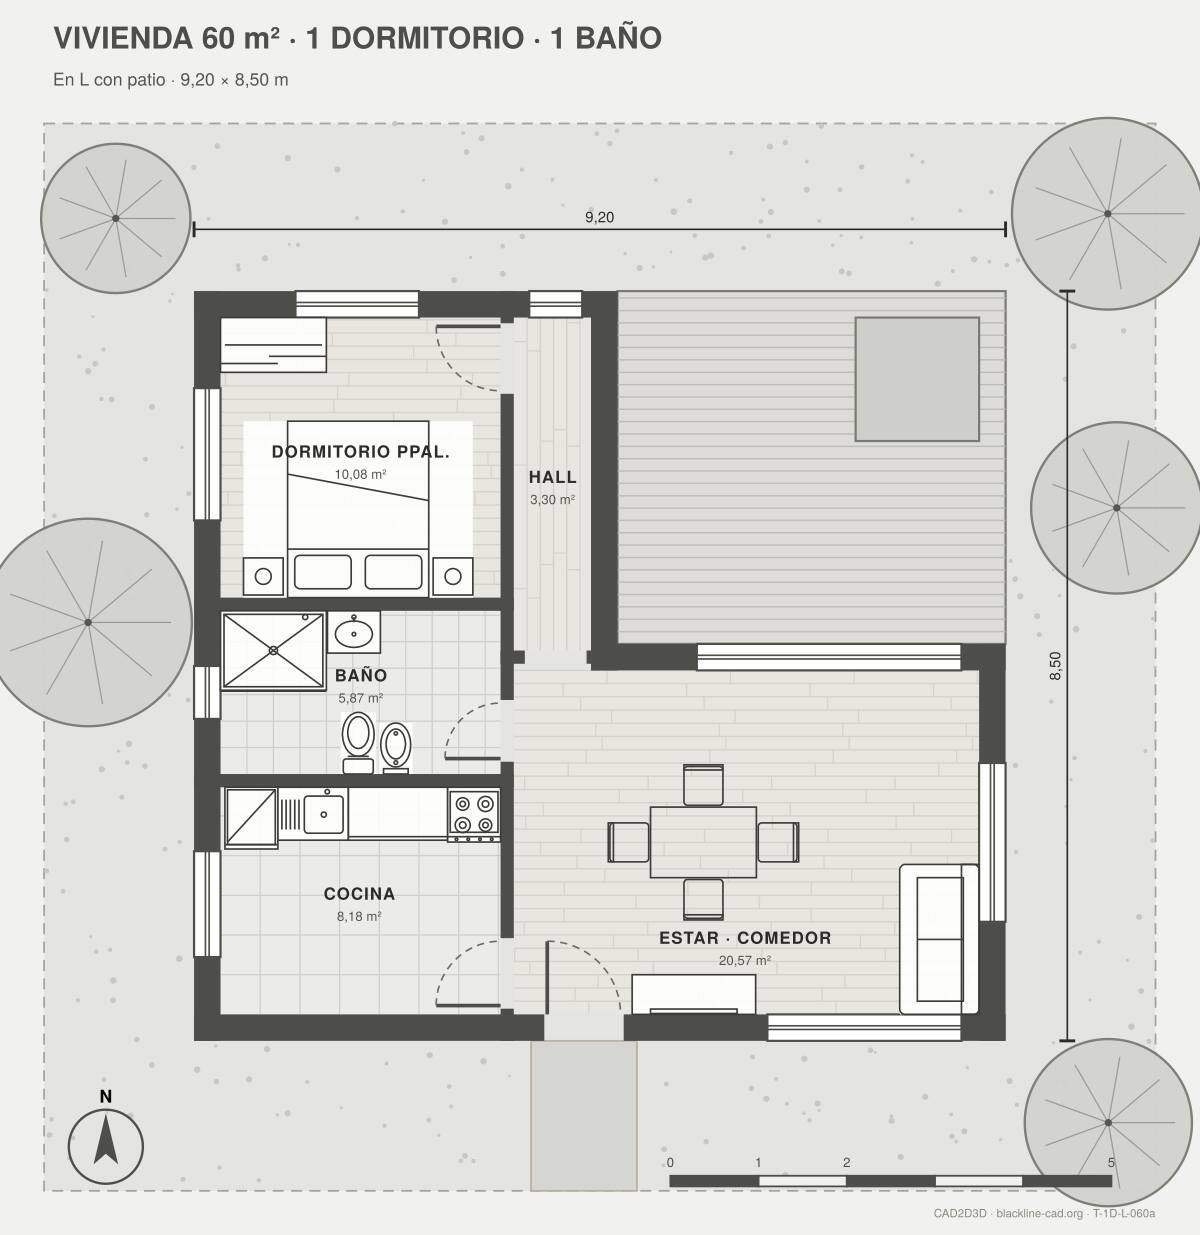 VIVIENDA 60 m² · 1 DORMITORIO · 1 BAÑO
En L con patio · 9,20 × 8,50 m
9,20
DORMITORIO PPAL.
10,08 m²
HALL
3,30 m²
8,50
BAÑO
5,87 m²
COCINA
8,18 m²
ESTAR · COMEDOR
20,57 m²
N
0 1 2 5
CAD2D3D · blackline-cad.org · T-1D-L-060a